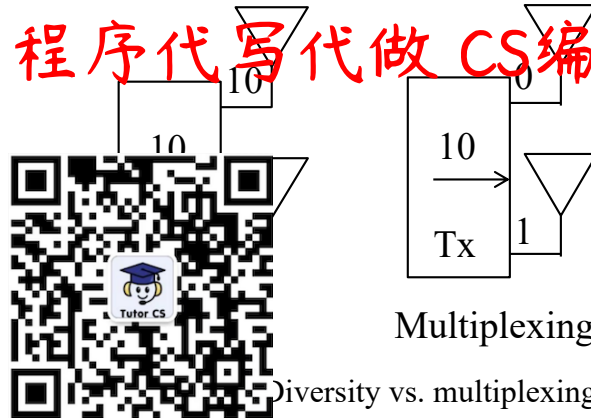 程序代写代做 CS编
10
0
10
10
Tx
1
Tutor CS
Multiplexing
Diversity vs. multiplexing